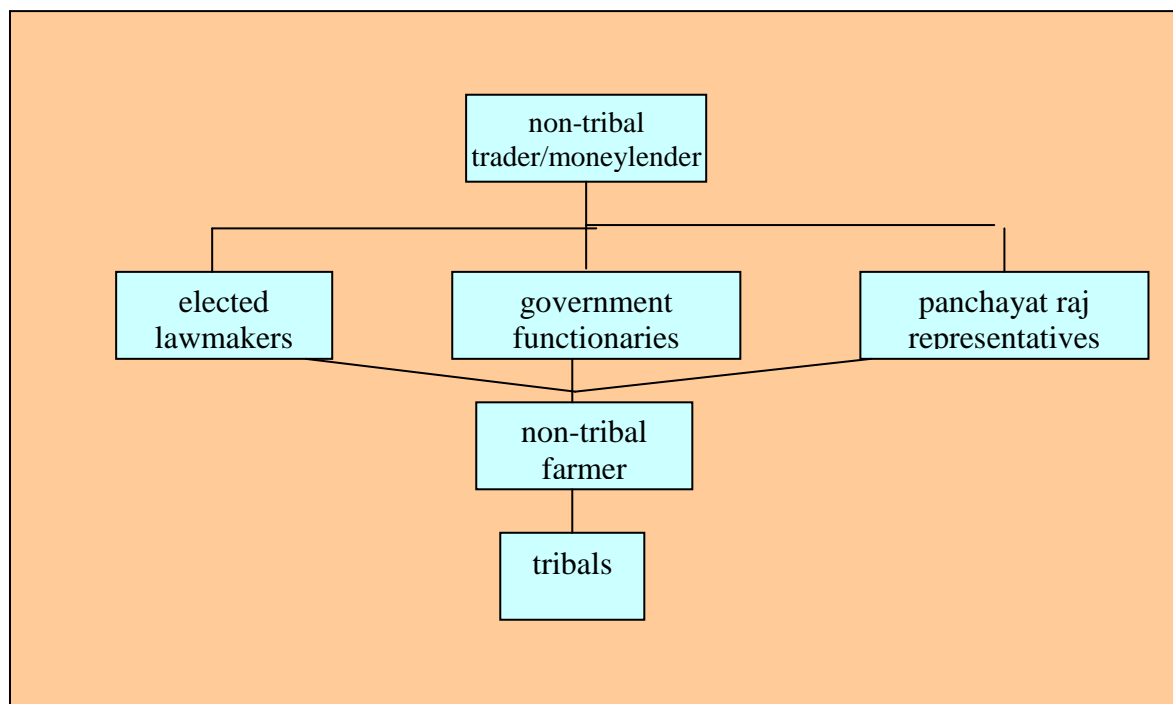 non-tribal
trader/moneylender
elected
lawmakers
government
functionaries
panchayat raj
representatives
non-tribal
farmer
tribals